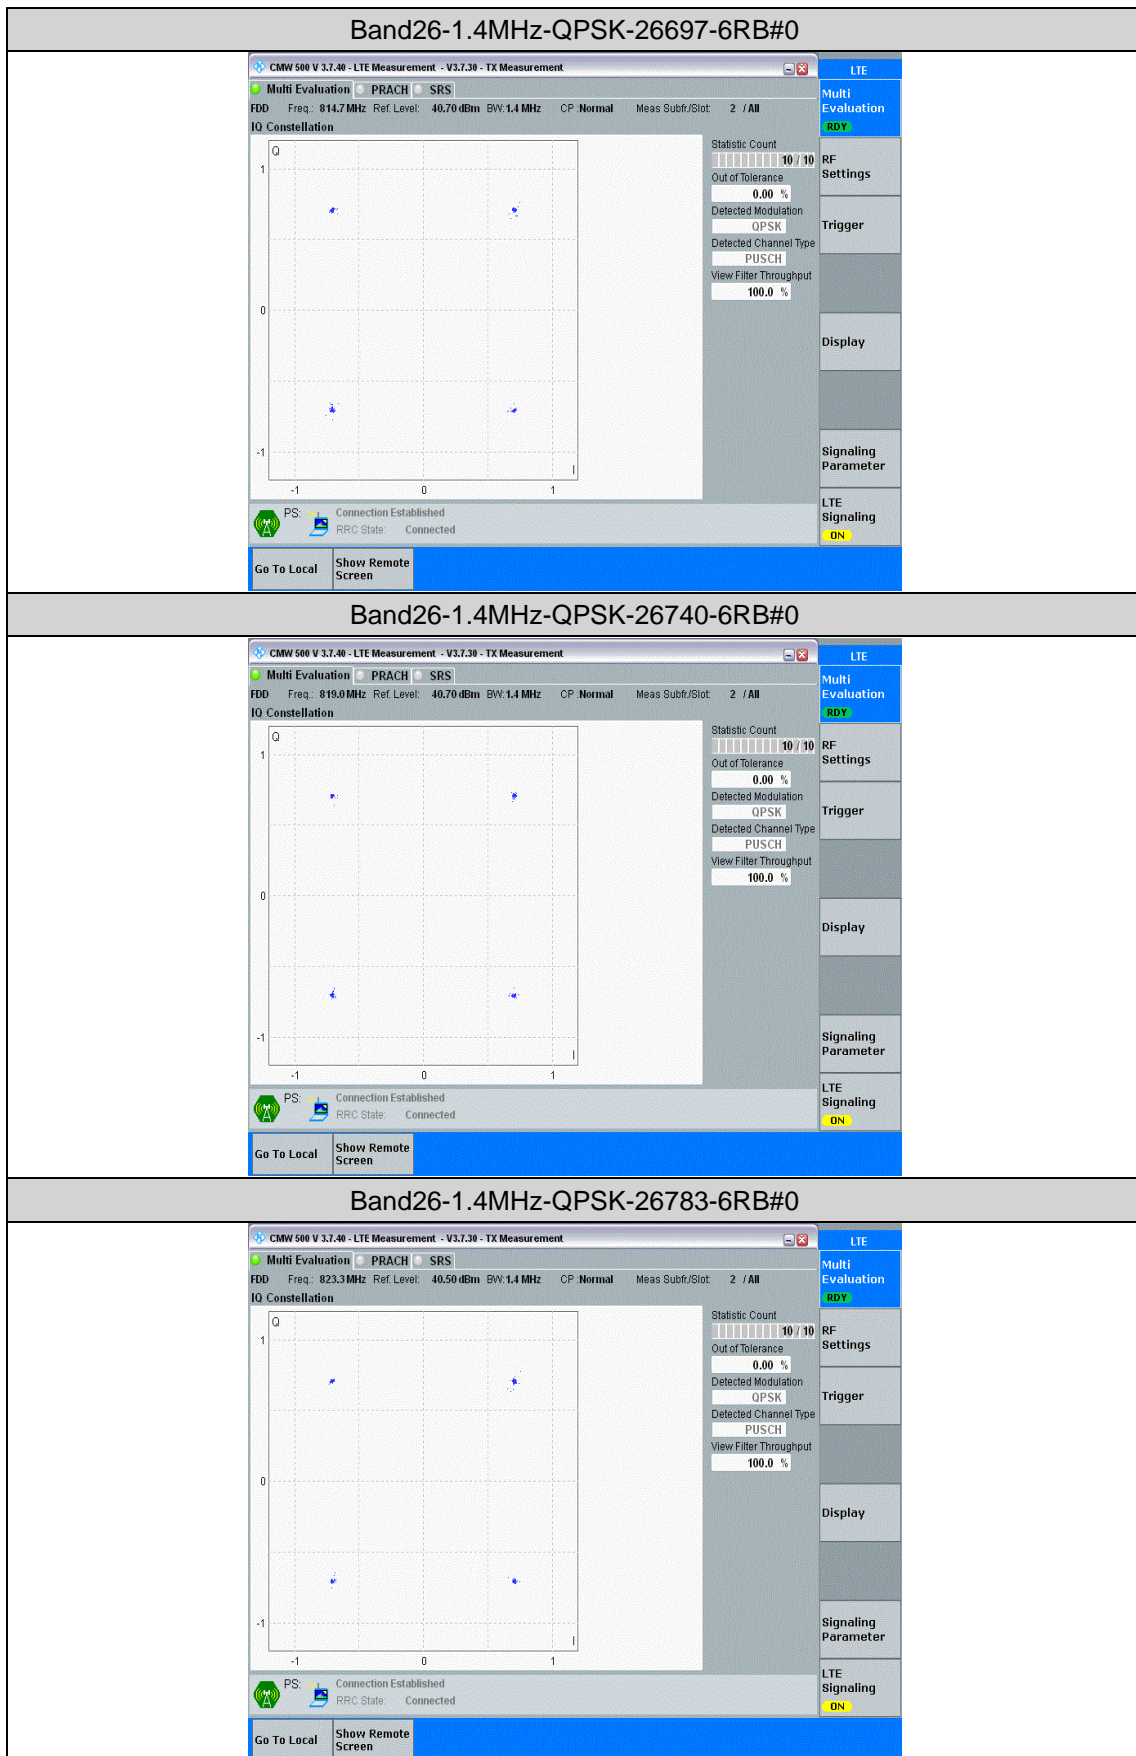 Band26-1.4MHz-QPSK-26697-6RB#0
CMW 500 V 3.7.40 - LTE Measurement - V3.7.30 - TX Measurement
LTE
Multi Evaluation PRACH SRS
Multi
Evaluation
RDY
FDD Freq.: 814.7 MHz Ref. Level: 40.70 dBm BW: 1.4 MHz CP :Normal Meas Subfr./Slot: 2 / All
IQ Constellation
Statistic Count
10 / 10
Out of Tolerance
0.00 %
Detected Modulation
QPSK
Detected Channel Type
PUSCH
View Filter Throughput
100.0 %
RF
Settings
Trigger
Display
Signaling
Parameter
LTE
Signaling
ON
Q
1
0
-1
I
-1 0 1
PS: Connection Established
RRC State: Connected
Go To Local
Show Remote
Screen
Band26-1.4MHz-QPSK-26740-6RB#0
CMW 500 V 3.7.40 - LTE Measurement - V3.7.30 - TX Measurement
LTE
Multi Evaluation PRACH SRS
Multi
Evaluation
RDY
FDD Freq.: 819.0 MHz Ref. Level: 40.70 dBm BW: 1.4 MHz CP :Normal Meas Subfr./Slot: 2 / All
IQ Constellation
Statistic Count
10 / 10
Out of Tolerance
0.00 %
Detected Modulation
QPSK
Detected Channel Type
PUSCH
View Filter Throughput
100.0 %
RF
Settings
Trigger
Display
Signaling
Parameter
LTE
Signaling
ON
Q
1
0
-1
I
-1 0 1
PS: Connection Established
RRC State: Connected
Go To Local
Show Remote
Screen
Band26-1.4MHz-QPSK-26783-6RB#0
CMW 500 V 3.7.40 - LTE Measurement - V3.7.30 - TX Measurement
LTE
Multi Evaluation PRACH SRS
Multi
Evaluation
RDY
FDD Freq.: 823.3 MHz Ref. Level: 40.50 dBm BW: 1.4 MHz CP :Normal Meas Subfr./Slot: 2 / All
IQ Constellation
Statistic Count
10 / 10
Out of Tolerance
0.00 %
Detected Modulation
QPSK
Detected Channel Type
PUSCH
View Filter Throughput
100.0 %
RF
Settings
Trigger
Display
Signaling
Parameter
LTE
Signaling
ON
Q
1
0
-1
I
-1 0 1
PS: Connection Established
RRC State: Connected
Go To Local
Show Remote
Screen